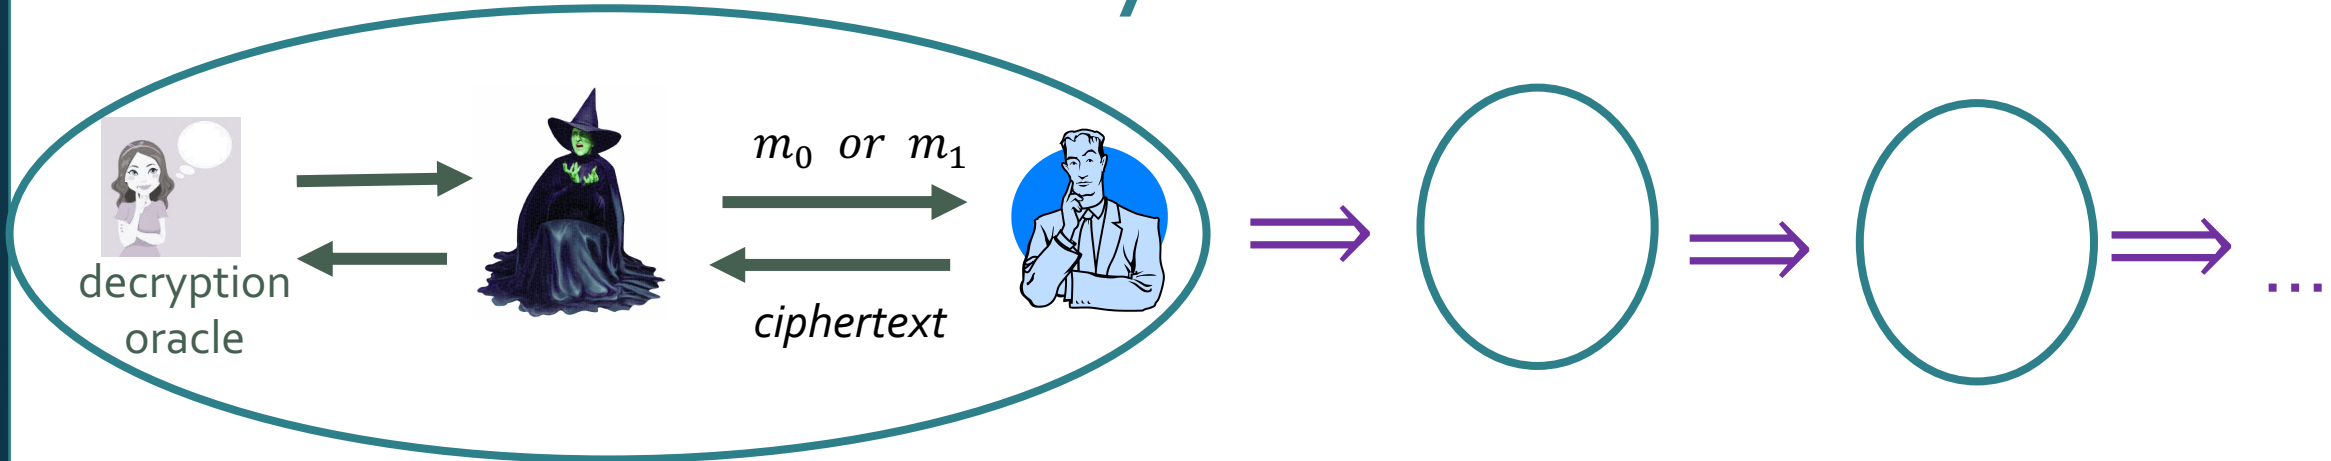 m₀ or m₁
decryption
oracle
ciphertext
...